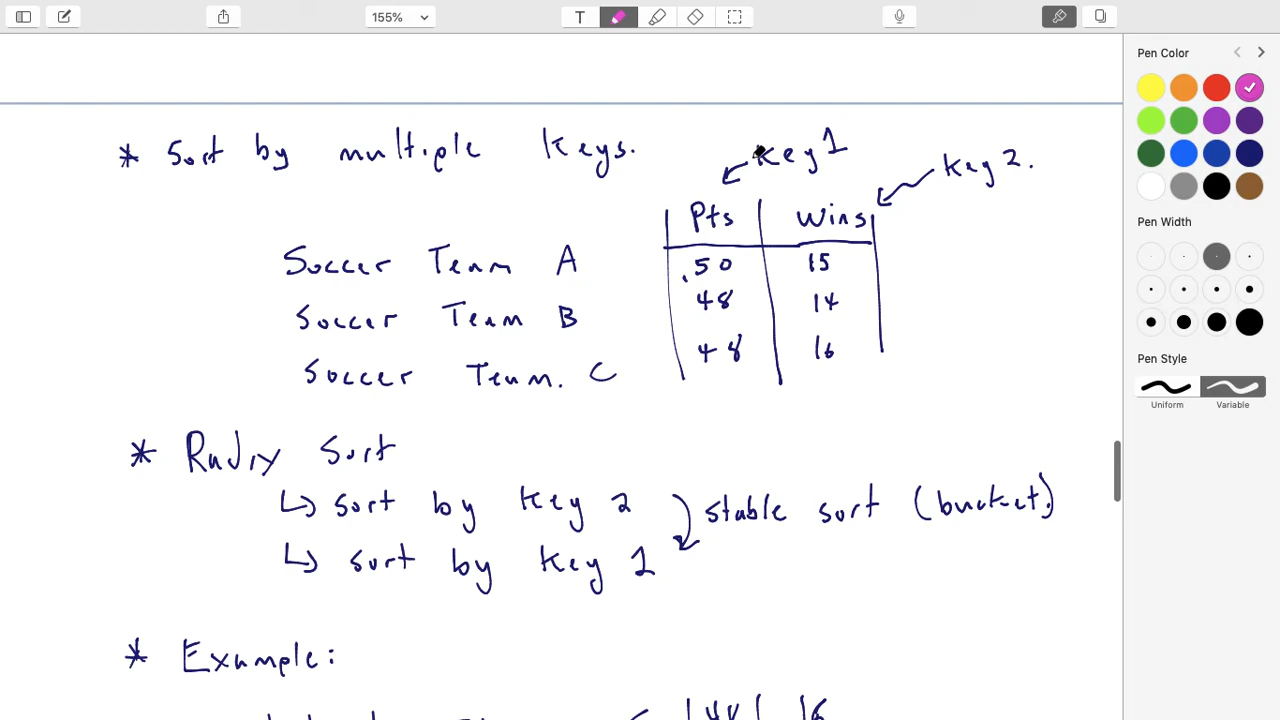 155%
T
Pen Color
* Sort by multiple keys.
key 1
key 2.
Pts Wins
Soccer Team A .50 15
Soccer Team B 48 14
Soccer Team. C 48 16
Pen Width
Pen Style
Uniform Variable
* Radix Sort
↳ sort by key 2
stable sort (bucket)
↳ sort by key 1
* Example: